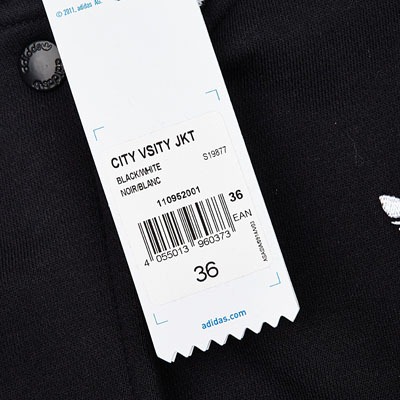 © 2011, adidas
adidas
CITY VSITY JKT
BLACK/WHITE S19877
NOIR/BLANC
110952001 36
EAN
4 055013 960373
36
adidas.com